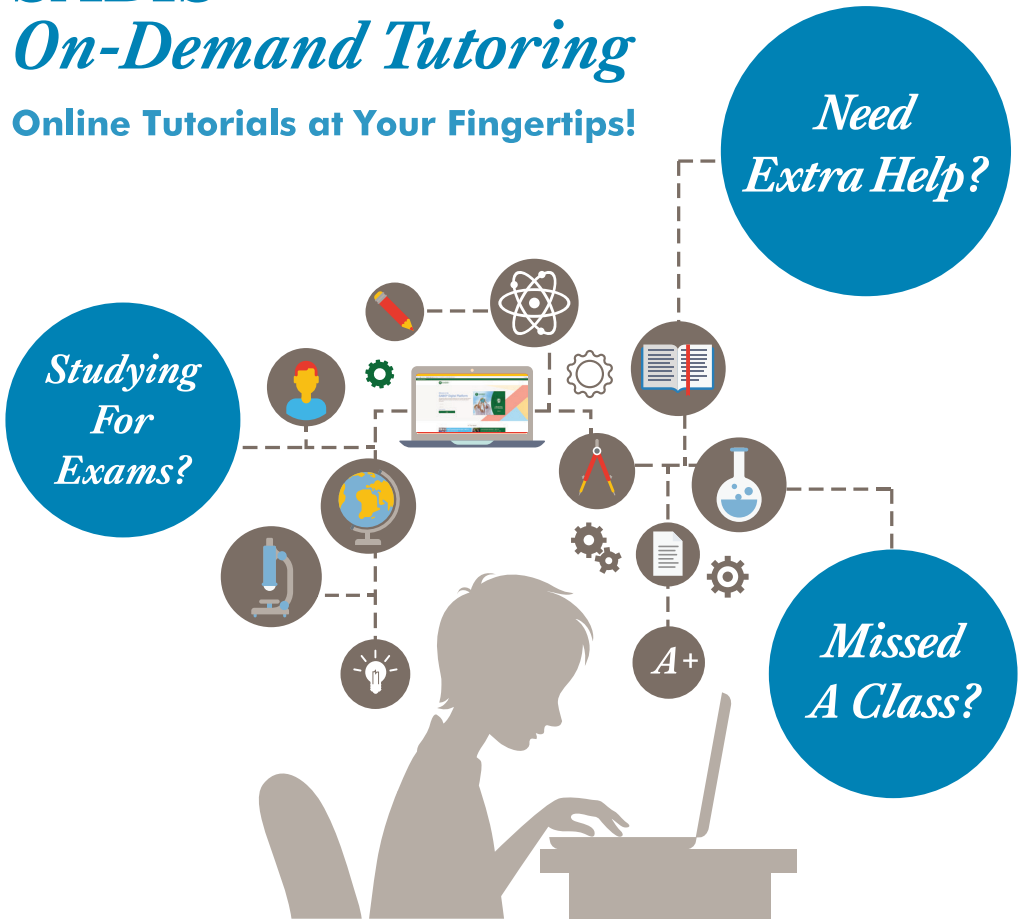 On-Demand Tutoring
Online Tutorials at Your Fingertips!
Need
Extra Help?
Studying
For
Exams?
Missed
A Class?
A+